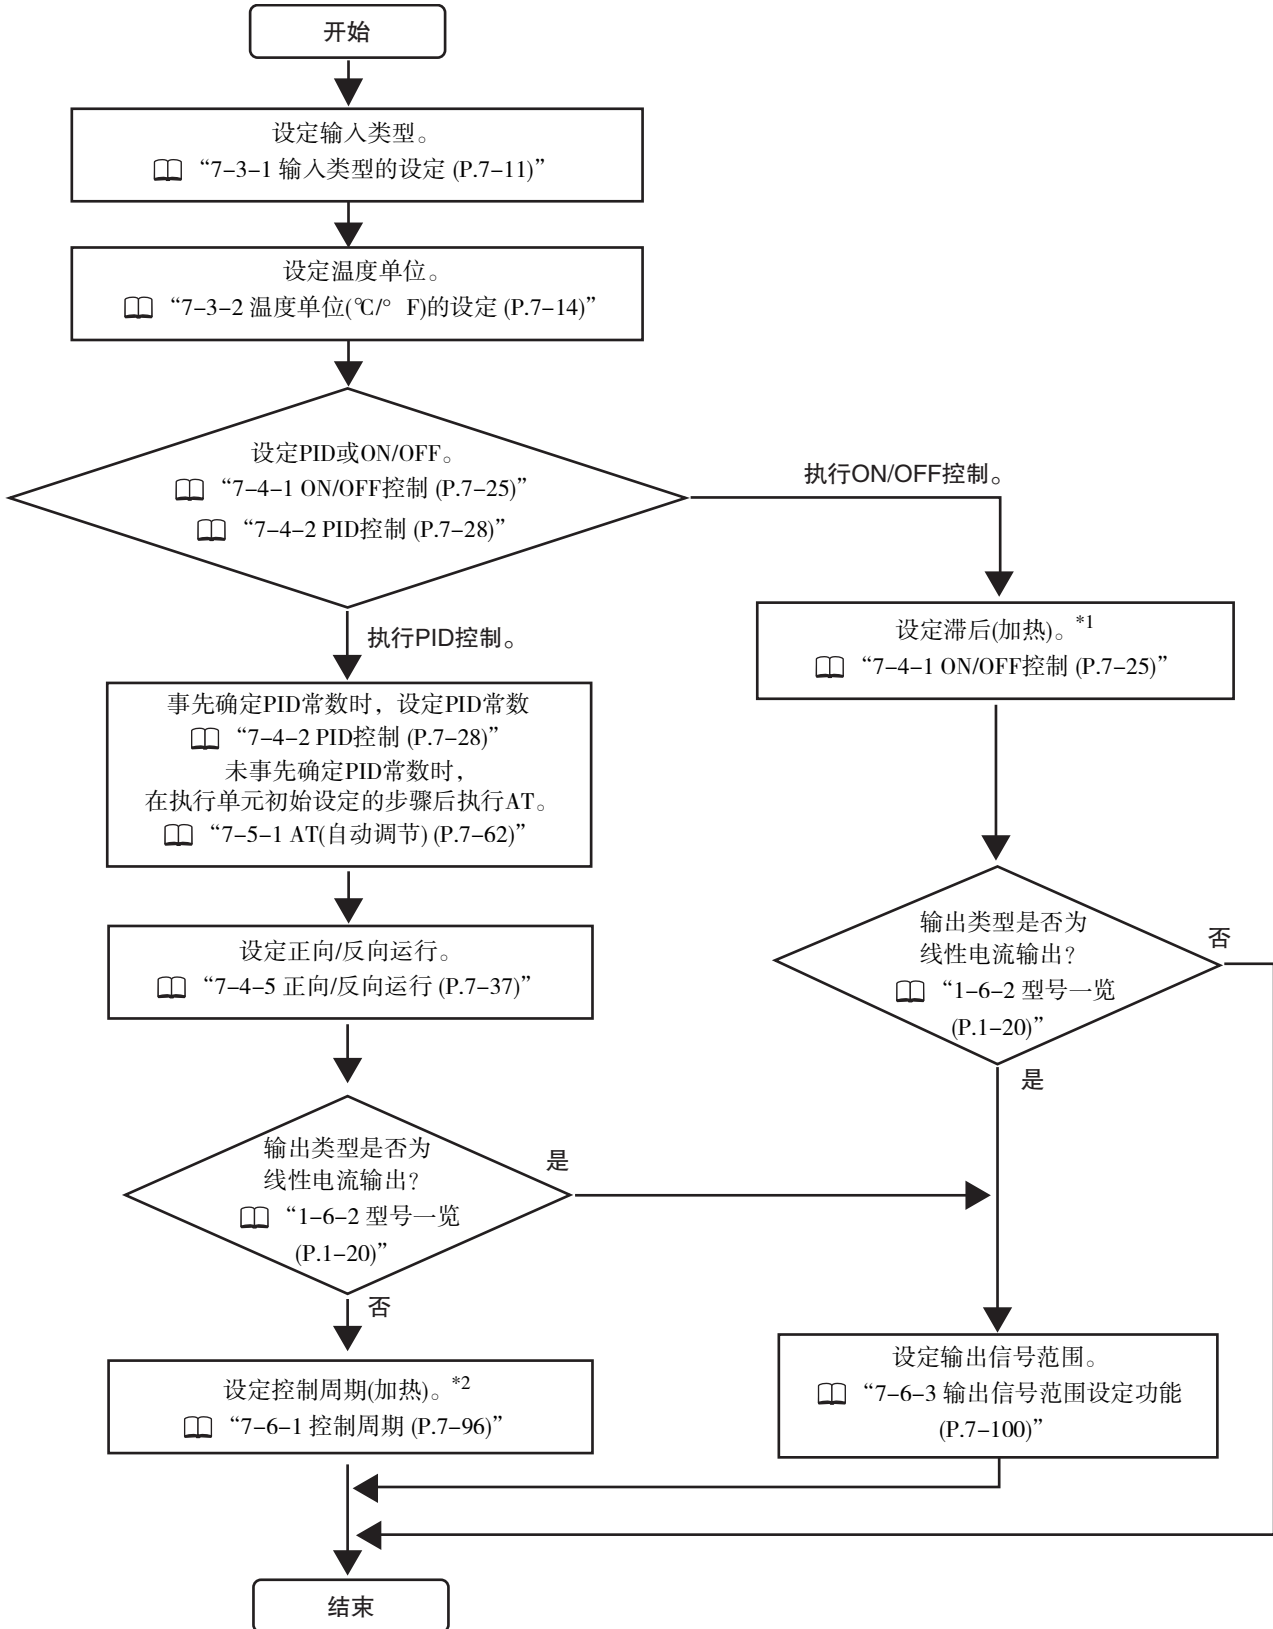 开始
设定输入类型。
“7-3-1 输入类型的设定 (P.7-11)”
设定温度单位。
“7-3-2 温度单位(℃/° F)的设定 (P.7-14)”
设定PID或ON/OFF。
“7-4-1 ON/OFF控制 (P.7-25)”
“7-4-2 PID控制 (P.7-28)”
执行ON/OFF控制。
设定滞后(加热)。*1
“7-4-1 ON/OFF控制 (P.7-25)”
执行PID控制。
事先确定PID常数时，设定PID常数
“7-4-2 PID控制 (P.7-28)”
未事先确定PID常数时，
在执行单元初始设定的步骤后执行AT。
“7-5-1 AT(自动调节) (P.7-62)”
设定正向/反向运行。
“7-4-5 正向/反向运行 (P.7-37)”
输出类型是否为
线性电流输出?
“1-6-2 型号一览
(P.1-20)”
否
是
输出类型是否为
线性电流输出?
“1-6-2 型号一览
(P.1-20)”
是
否
设定控制周期(加热)。*2
“7-6-1 控制周期 (P.7-96)”
设定输出信号范围。
“7-6-3 输出信号范围设定功能
(P.7-100)”
结束